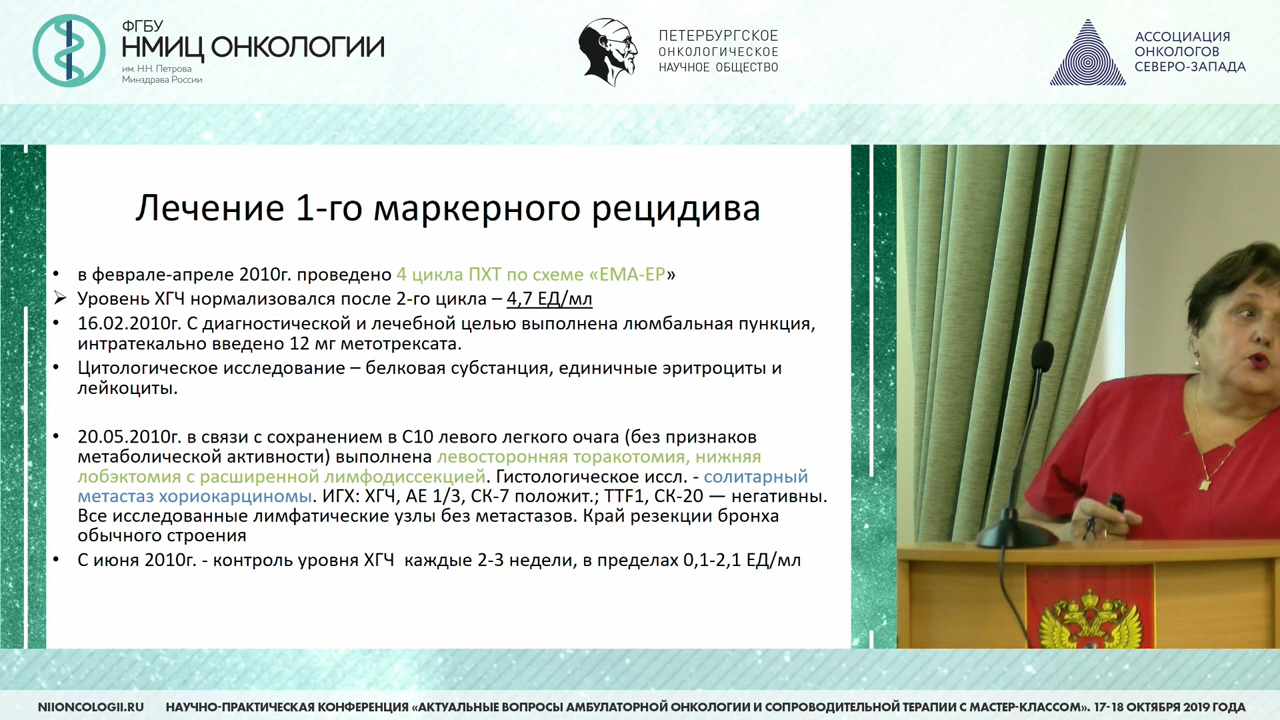 ФГБУ
НМИЦ ОНКОЛОГИИ
им. Н.Н. Петрова
Минздрава России
ПЕТЕРБУРГСКОЕ
ОНКОЛОГИЧЕСКОЕ
НАУЧНОЕ ОБЩЕСТВО
АССОЦИАЦИЯ
ОНКОЛОГОВ
СЕВЕРО-ЗАПАДА
Лечение 1-го маркерного рецидива
• в феврале-апреле 2010г. проведено 4 цикла ПХТ по схеме «EMA-EP»
➢ Уровень ХГЧ нормализовался после 2-го цикла – 4,7 ЕД/мл
• 16.02.2010г. С диагностической и лечебной целью выполнена люмбальная пункция,
интратекально введено 12 мг метотрексата.
• Цитологическое исследование – белковая субстанция, единичные эритроциты и
лейкоциты.
• 20.05.2010г. в связи с сохранением в С10 левого легкого очага (без признаков
метаболической активности) выполнена левосторонняя торакотомия, нижняя
лобэктомия с расширенной лимфодиссекцией. Гистологическое иссл. - солитарный
метастаз хориокарциномы. ИГХ: ХГЧ, АЕ 1/3, СК-7 положит.; TTF1, СК-20 — негативны.
Все исследованные лимфатические узлы без метастазов. Край резекции бронха
обычного строения
• С июня 2010г. - контроль уровня ХГЧ каждые 2-3 недели, в пределах 0,1-2,1 ЕД/мл
NIIONCOLOGII.RU НАУЧНО-ПРАКТИЧЕСКАЯ КОНФЕРЕНЦИЯ «АКТУАЛЬНЫЕ ВОПРОСЫ АМБУЛАТОРНОЙ ОНКОЛОГИИ И СОПРОВОДИТЕЛЬНОЙ ТЕРАПИИ С МАСТЕР-КЛАССОМ». 17-18 ОКТЯБРЯ 2019 ГОДА